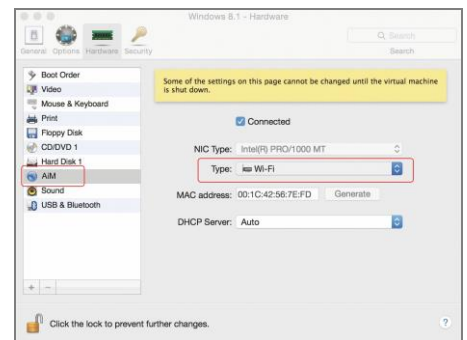 Windows 8.1 - Hardware
General Options Hardware Security
Search
Search
Boot Order
Video
Mouse & Keyboard
Print
Floppy Disk
CD/DVD 1
Hard Disk 1
AiM
Sound
USB & Bluetooth
Some of the settings on this page cannot be changed until the virtual machine
is shut down.
Connected
NIC Type: Intel(R) PRO/1000 MT
Type: Wi-Fi
MAC address: 00:1C:42:56:7E:FD Generate
DHCP Server: Auto
+ -
Click the lock to prevent further changes.
?